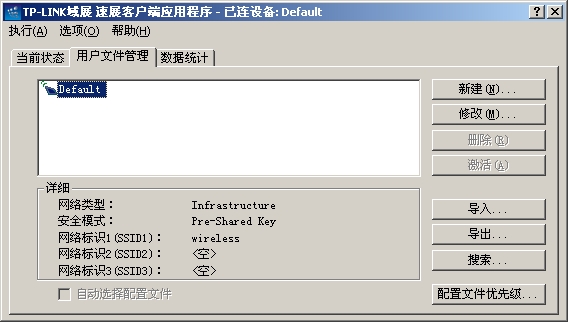 TP-LINK域展 速展客户端应用程序 - 已连设备: Default
执行(A) 选项(O) 帮助(H)
当前状态 用户文件管理 数据统计
Default
新建(N)...
修改(M)...
删除(R)
激活(A)
详细
网络类型： Infrastructure
安全模式： Pre-Shared Key
网络标识1(SSID1)： wireless
网络标识2(SSID2)： <空>
网络标识3(SSID3)： <空>
导入...
导出...
搜索...
自动选择配置文件
配置文件优先级...